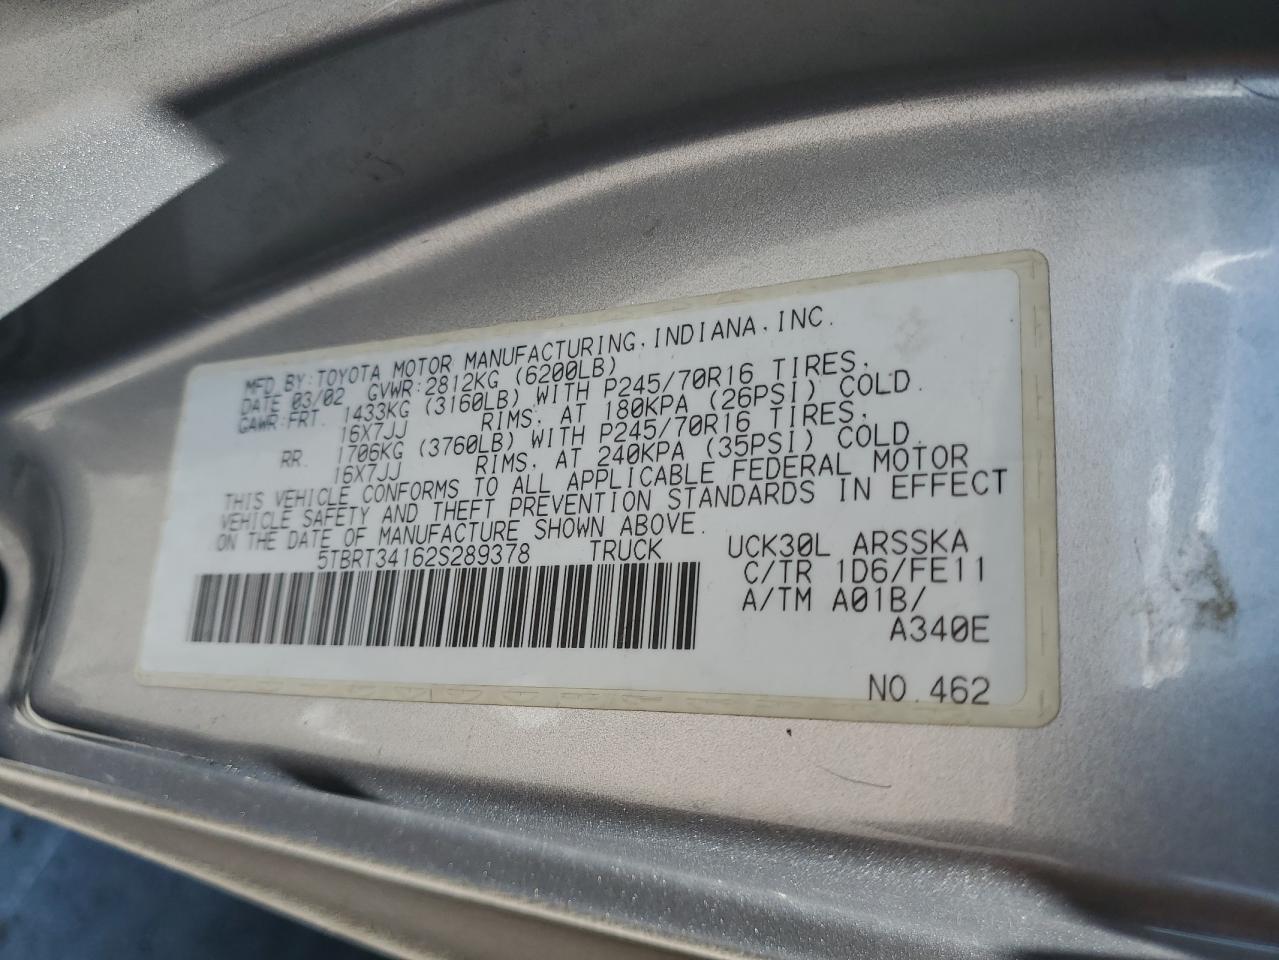 MFD BY: TOYOTA MOTOR MANUFACTURING, INDIANA, INC.
DATE 03/02 GVWR:2812KG (6200LB)
GAWR:FRT. 1433KG (3160LB) WITH P245/70R16 TIRES,
16X7JJ RIMS, AT 180KPA (26PSI) COLD.
RR. 1706KG (3760LB) WITH P245/70R16 TIRES,
16X7JJ RIMS, AT 240KPA (35PSI) COLD.
THIS VEHICLE CONFORMS TO ALL APPLICABLE FEDERAL MOTOR
VEHICLE SAFETY AND THEFT PREVENTION STANDARDS IN EFFECT
ON THE DATE OF MANUFACTURE SHOWN ABOVE.
5TBRT34162S289378 TRUCK UCK30L ARSSKA
C/TR 1D6/FE11
A/TM A01B/
A340E
NO.462